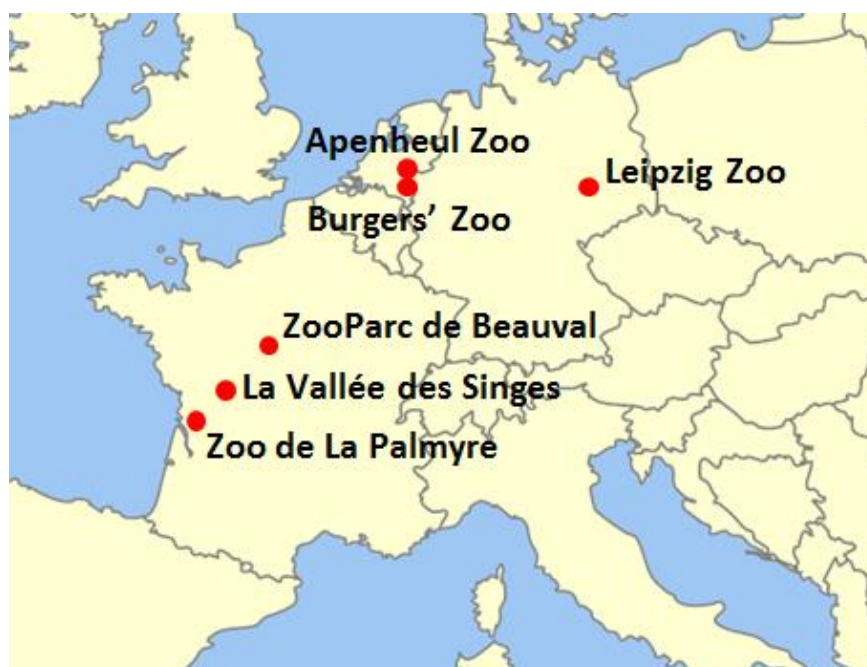 Apenheul Zoo
Leipzig Zoo
Burgers’ Zoo
ZooParc de Beauval
La Vallée des Singes
Zoo de La Palmyre